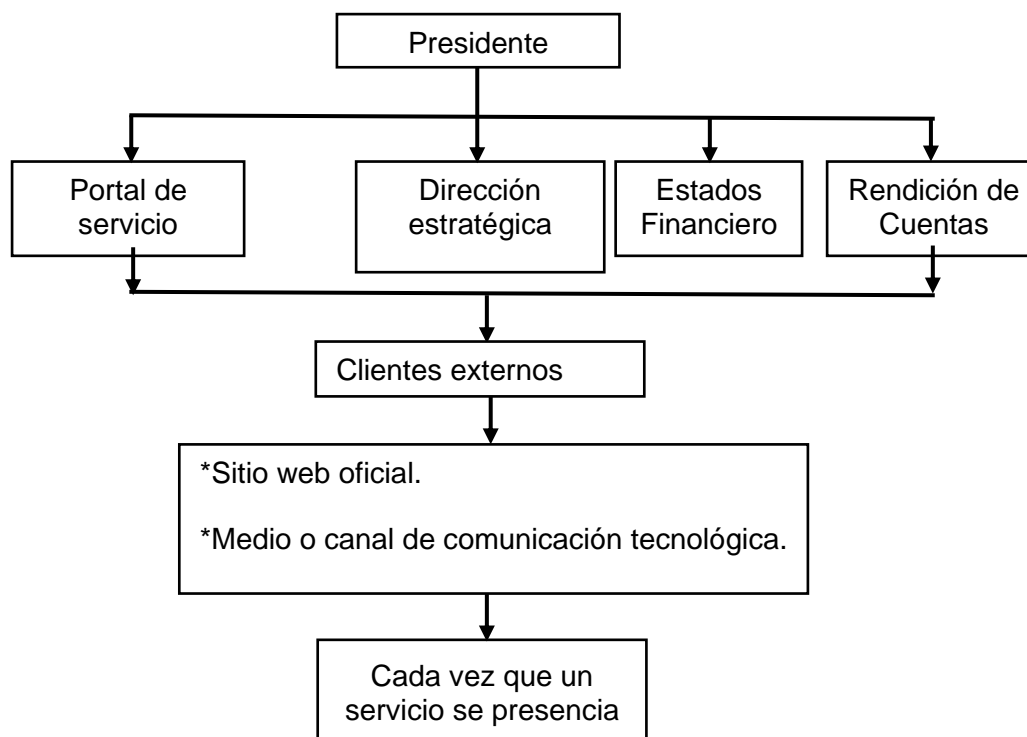 Presidente
Portal de
servicio
Dirección
estratégica
Estados
Financiero
Rendición de
Cuentas
Clientes externos
*Sitio web oficial.
*Medio o canal de comunicación tecnológica.
Cada vez que un
servicio se presencia